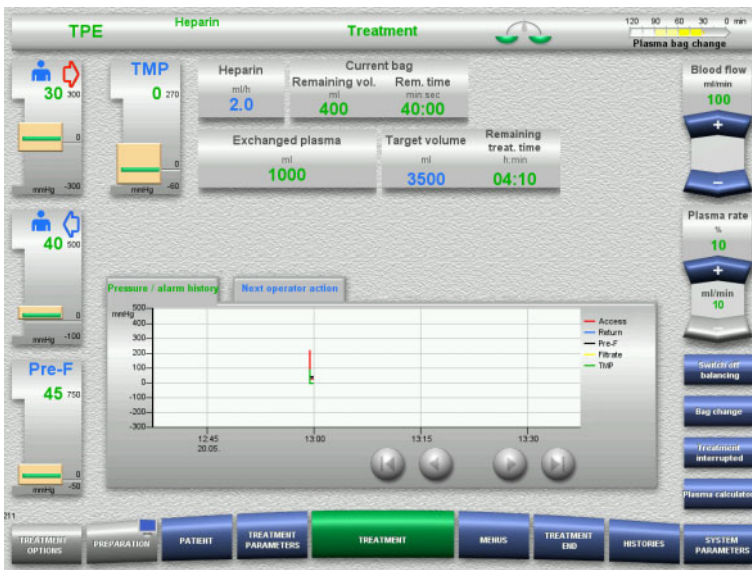 TPE
Heparin
Treatment
120 90 60 30 0 min
Plasma bag change
30 300
0
mmHg -300
TMP
0 270
0
mmHg -60
Heparin
ml/h
2.0
Current bag
Remaining vol. Rem. time
ml min:sec
400 40:00
Exchanged plasma
ml
1000
Target volume
ml
3500
Remaining
treat. time
h:min
04:10
Blood flow
ml/min
100
+
–
40 500
0
mmHg -100
Plasma rate
%
10
+
ml/min
10
–
Pre-F
45 750
0
mmHg -50
Pressure / alarm history
Next operator action
mmHg
500
400
300
200
100
0
-100
-200
-300
12:45 13:00 13:15 13:30
20.05.
Access
Return
Pre-F
Filtrate
TMP
Switch off
balancing
Bag change
Treatment
interrupted
Plasma calculator
211
TREATMENT
OPTIONS
PREPARATION
PATIENT
TREATMENT
PARAMETERS
TREATMENT
MENUS
TREATMENT
END
HISTORIES
SYSTEM
PARAMETERS